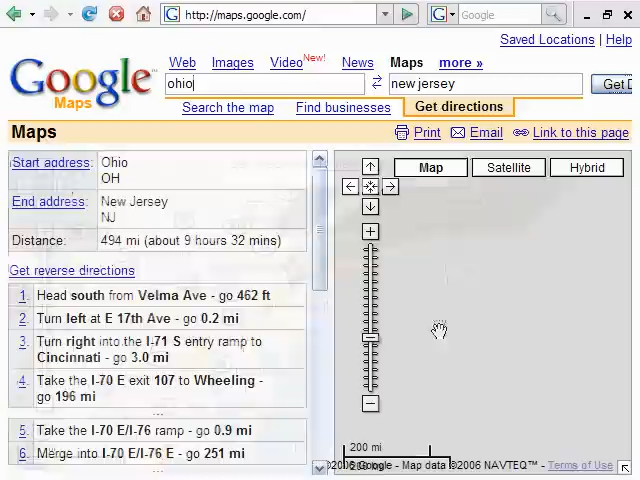 http://maps.google.com/
G Google
Saved Locations | Help
Web Images Video New! News Maps more »
Google Maps
ohio
new jersey
Get D
Search the map Find businesses Get directions
Maps
Print Email Link to this page
Start address: Ohio
OH
End address: New Jersey
NJ
Distance: 494 mi (about 9 hours 32 mins)
Get reverse directions
1. Head south from Velma Ave - go 462 ft
2. Turn left at E 17th Ave - go 0.2 mi
3. Turn right into the I-71 S entry ramp to
Cincinnati - go 3.0 mi
4. Take the I-70 E exit 107 to Wheeling -
go 196 mi
...
5. Take the I-70 E/I-76 ramp - go 0.9 mi
6. Merge into I-70 E/I-76 E - go 251 mi
...
Map Satellite Hybrid
200 mi
Google - Map data ©2006 NAVTEQ™ - Terms of Use